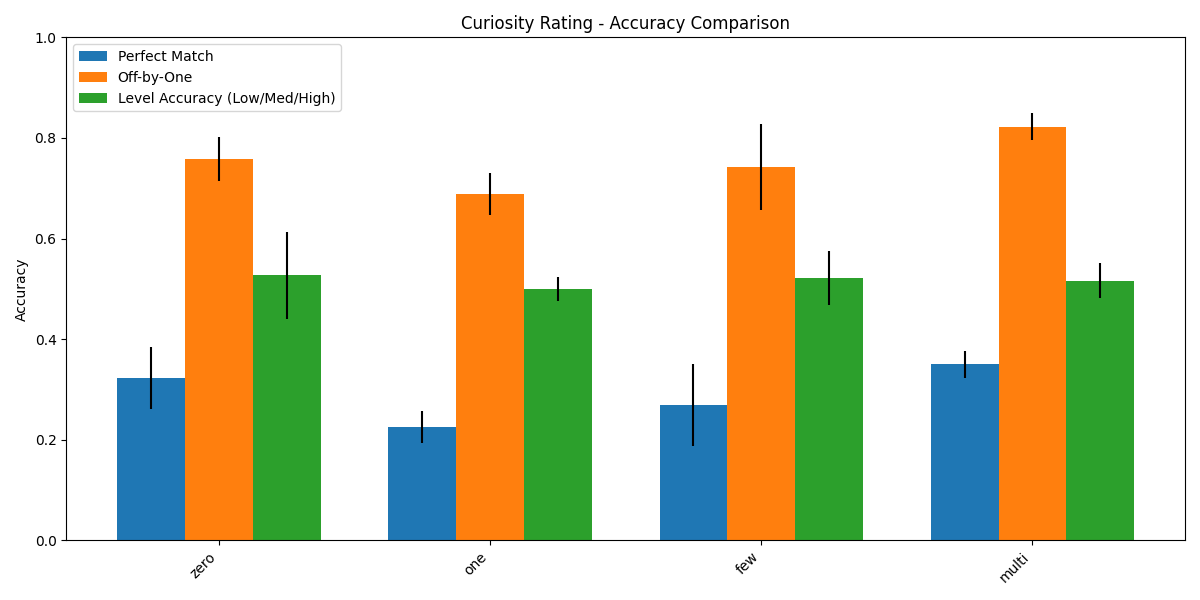 Curiosity Rating - Accuracy Comparison
1.0
0.8
0.6
0.4
0.2
0.0
Accuracy
Perfect Match
Off-by-One
Level Accuracy (Low/Med/High)
zero
one
few
multi